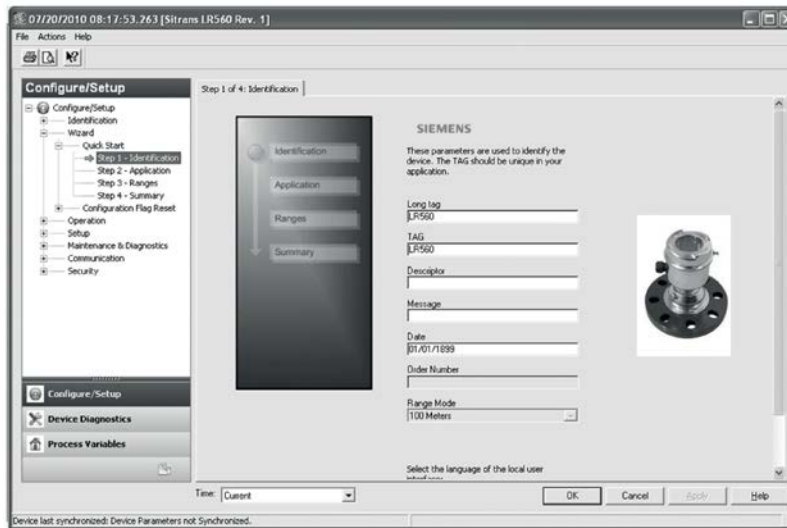 07/20/2010 08:17:53.263 [Sitrans LR560 Rev. 1]
File Actions Help
Configure/Setup
Configure/Setup
Identification
Wizard
Quick Start
Step 1 - Identification
Step 2 - Application
Step 3 - Ranges
Step 4 - Summary
Configuration Flag Reset
Operation
Setup
Maintenance & Diagnostics
Communication
Security
Configure/Setup
Device Diagnostics
Process Variables
Step 1 of 4: Identification
Identification
Application
Ranges
Summary
SIEMENS
These parameters are used to identify the
device. The TAG should be unique in your
application.
Long tag
LR560
TAG
LR560
Descriptor
Message
Date
01/01/1899
Order Number
Range Mode
100 Meters
Select the language of the local user
Time: Current
OK Cancel Apply Help
Device last synchronized: Device Parameters not Synchronized.